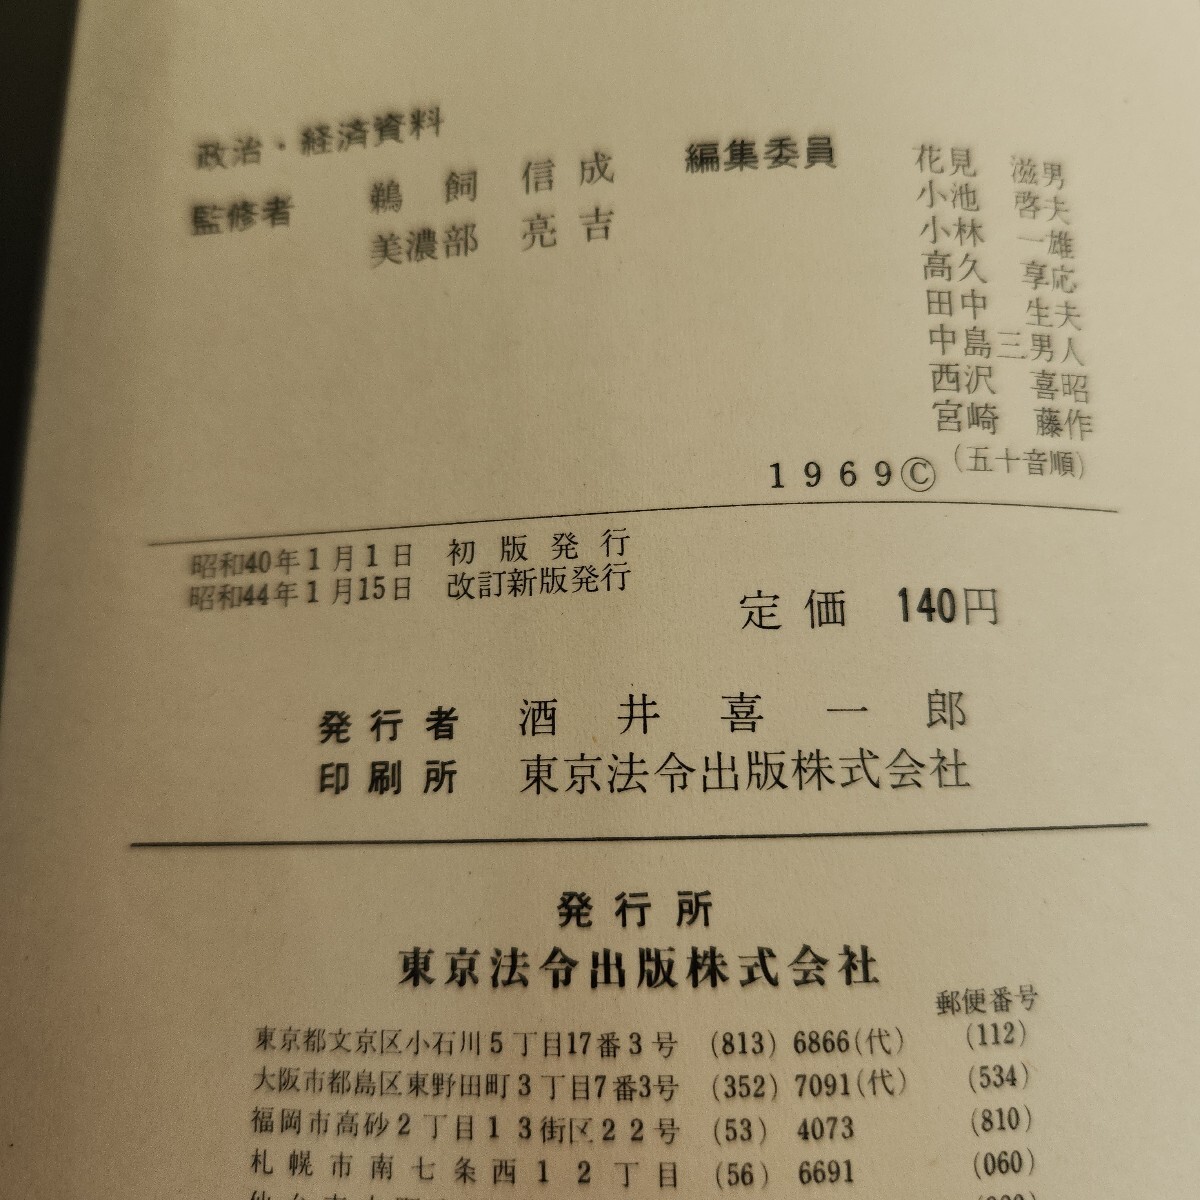 政治・経済資料
監修者 鵜飼信成
美濃部亮吉
編集委員 花見 滋男
小池 啓夫
小林 一雄
高久 享応
田中 生夫
中島三男人
西沢 喜昭
宮崎 藤作
(五十音順)
1969©
昭和40年1月1日 初版発行
昭和44年1月15日 改訂新版発行
定価 140円
発行者 酒井喜一郎
印刷所 東京法令出版株式会社
発行所
東京法令出版株式会社
郵便番号
東京都文京区小石川5丁目17番3号 (813) 6866(代) (112)
大阪市都島区東野田町3丁目7番3号 (352) 7091(代) (534)
福岡市高砂2丁目13街区22号 (53) 4073 (810)
札幌市南七条西12丁目 (56) 6691 (060)